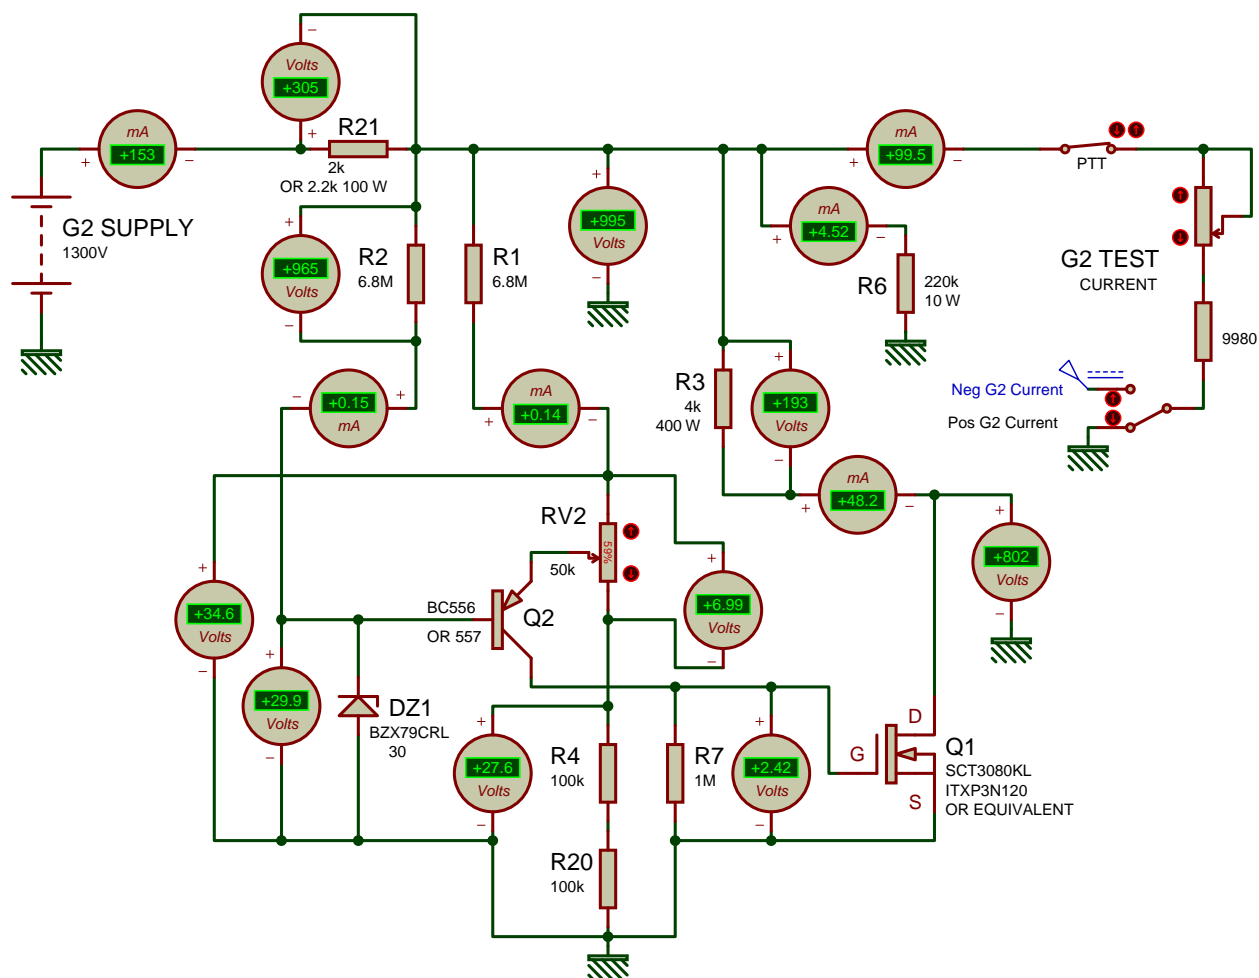 −
Volts
+305
+
mA
+153
+
−
R21
2k
OR 2.2k 100 W
G2 SUPPLY
1300V
+
+965
Volts
−
R2
6.8M
R1
6.8M
+
+995
Volts
−
mA
+99.5
+
−
PTT
mA
+4.52
+
−
R6
220k
10 W
G2 TEST
CURRENT
9980
Neg G2 Current
Pos G2 Current
−
+
+0.15
mA
+0.14
mA
+
−
R3
4k
400 W
+
+193
Volts
−
mA
+48.2
+
−
+
+802
Volts
−
RV2
50k
59%
+
+34.6
Volts
−
BC556
OR 557
Q2
+
+6.99
Volts
−
+
+29.9
Volts
−
DZ1
BZX79CRL
30
+
+27.6
Volts
−
R4
100k
R7
1M
+
+2.42
Volts
−
D
G
S
Q1
SCT3080KL
ITXP3N120
OR EQUIVALENT
R20
100k